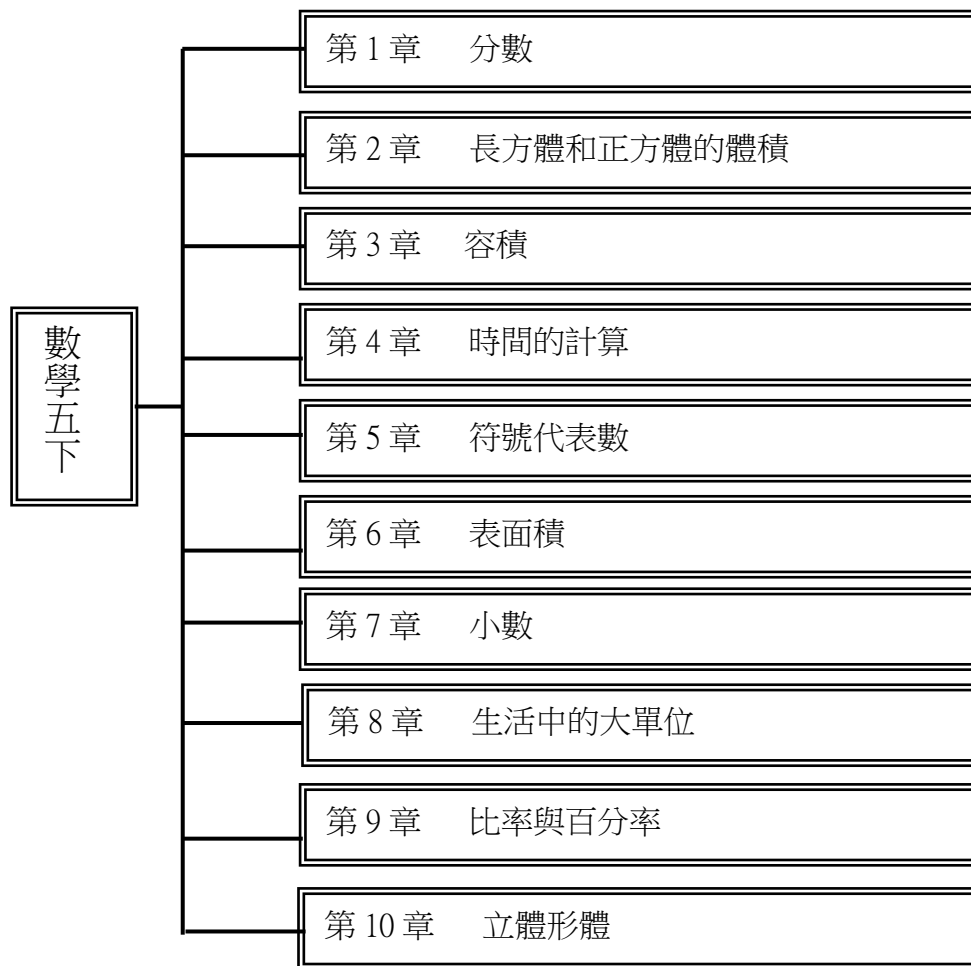 數學五下
第 1 章 分數
第 2 章 長方體和正方體的體積
第 3 章 容積
第 4 章 時間的計算
第 5 章 符號代表數
第 6 章 表面積
第 7 章 小數
第 8 章 生活中的大單位
第 9 章 比率與百分率
第 10 章 立體形體